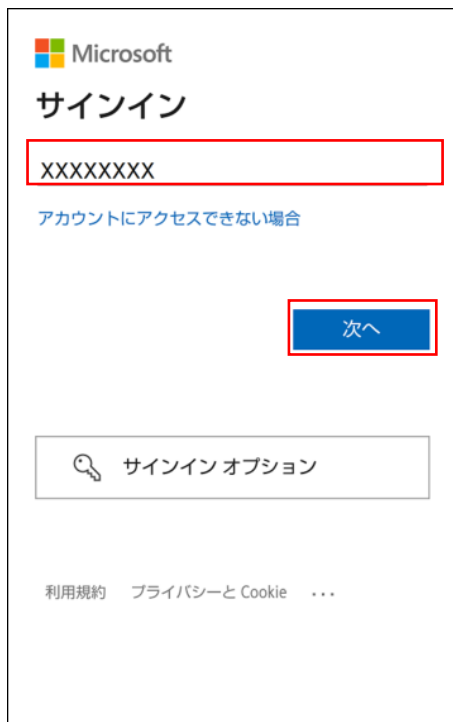 Microsoft
サインイン
XXXXXXXX
アカウントにアクセスできない場合
次へ
サインイン オプション
利用規約 プライバシーと Cookie ...